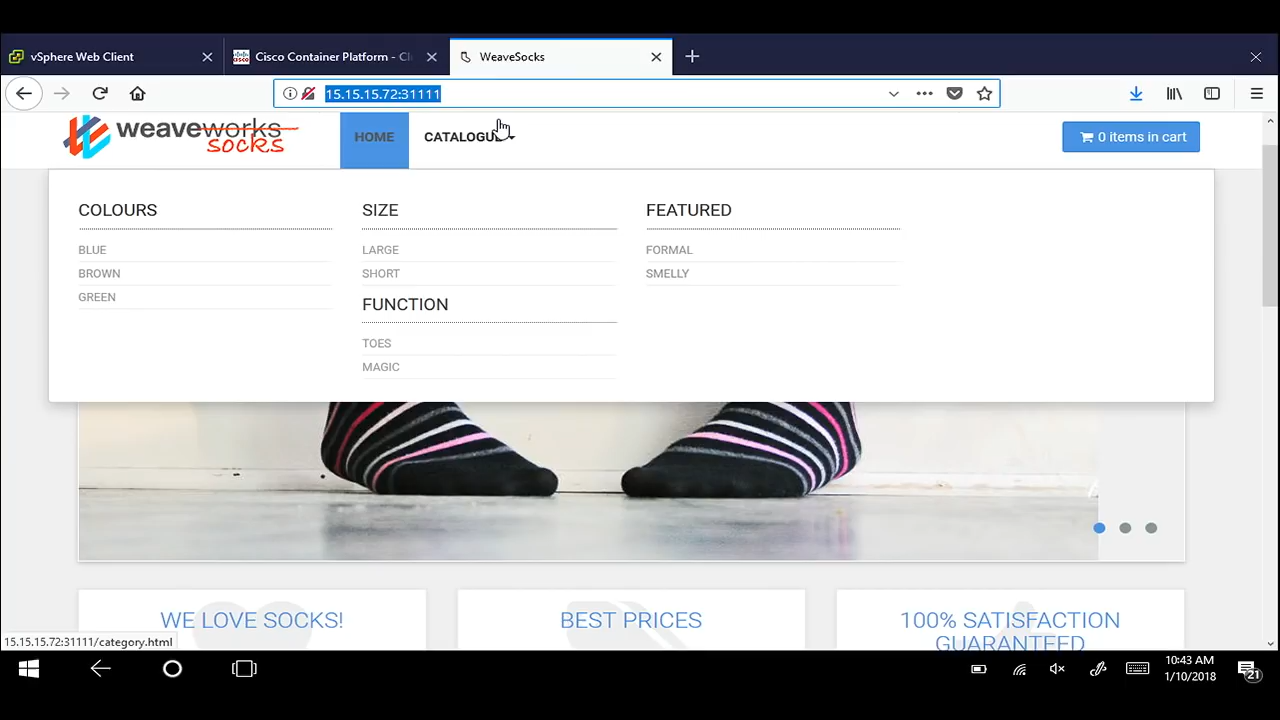 vSphere Web Client
Cisco Container Platform - Cl
WeaveSocks
15.15.15.72:31111
weaveworks
socks
HOME
CATALOGUE
0 items in cart
COLOURS
BLUE
BROWN
GREEN
SIZE
LARGE
SHORT
FUNCTION
TOES
MAGIC
FEATURED
FORMAL
SMELLY
WE LOVE SOCKS!
BEST PRICES
100% SATISFACTION
GUARANTEED
15.15.15.72:31111/category.html
10:43 AM
1/10/2018
21